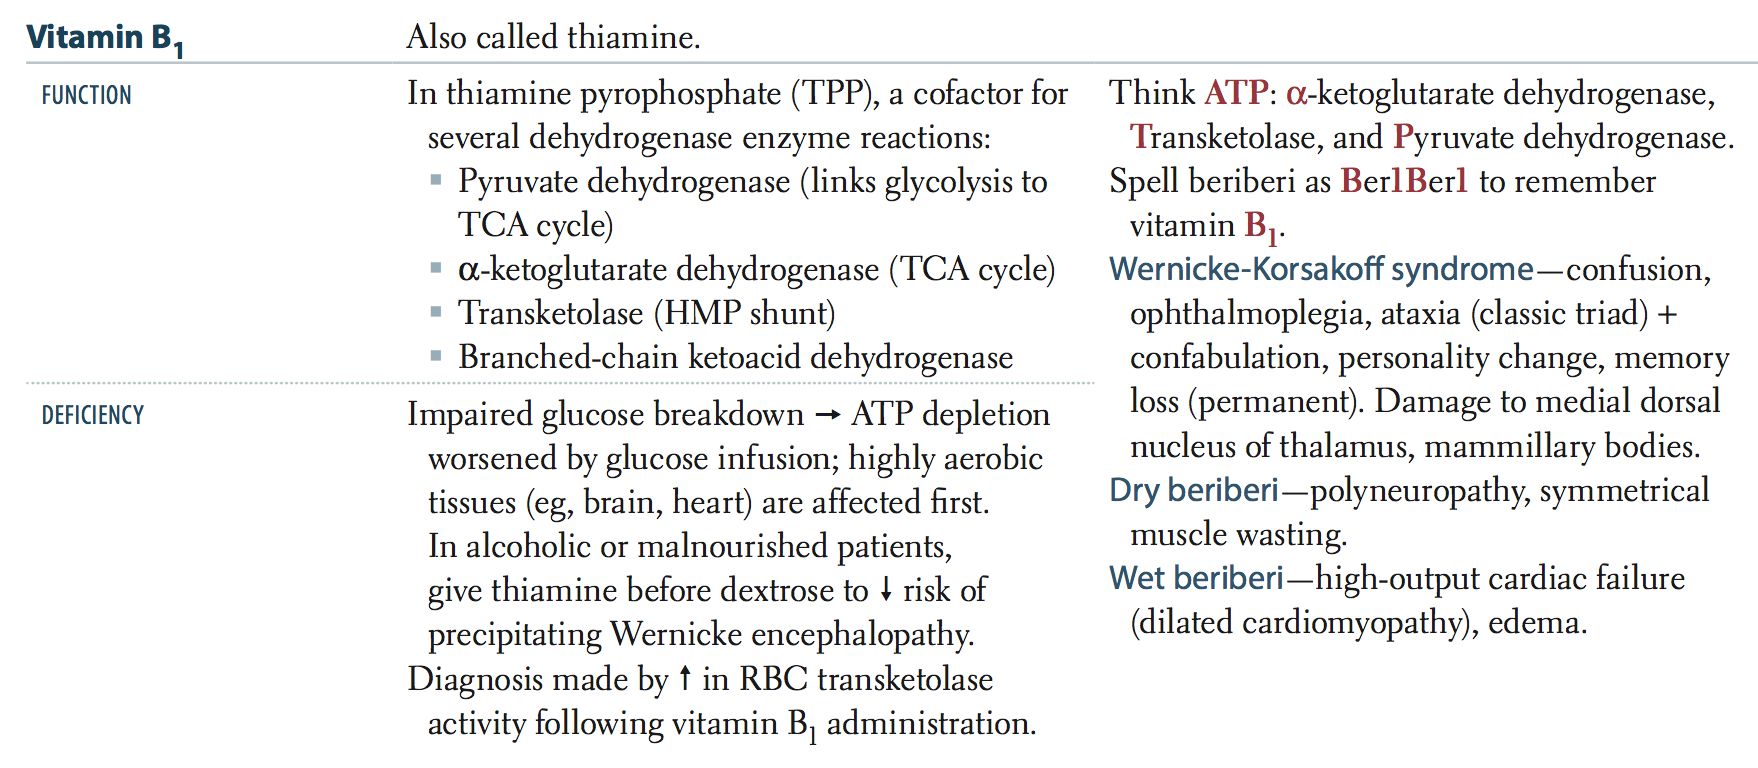 Vitamin B₁
Also called thiamine.
FUNCTION
In thiamine pyrophosphate (TPP), a cofactor for
several dehydrogenase enzyme reactions:
▪ Pyruvate dehydrogenase (links glycolysis to
TCA cycle)
▪ α-ketoglutarate dehydrogenase (TCA cycle)
▪ Transketolase (HMP shunt)
▪ Branched-chain ketoacid dehydrogenase
DEFICIENCY
Impaired glucose breakdown → ATP depletion
worsened by glucose infusion; highly aerobic
tissues (eg, brain, heart) are affected first.
In alcoholic or malnourished patients,
give thiamine before dextrose to ↓ risk of
precipitating Wernicke encephalopathy.
Diagnosis made by ↑ in RBC transketolase
activity following vitamin B₁ administration.
Think ATP: α-ketoglutarate dehydrogenase,
Transketolase, and Pyruvate dehydrogenase.
Spell beriberi as Ber1Ber1 to remember
vitamin B₁.
Wernicke-Korsakoff syndrome—confusion,
ophthalmoplegia, ataxia (classic triad) +
confabulation, personality change, memory
loss (permanent). Damage to medial dorsal
nucleus of thalamus, mammillary bodies.
Dry beriberi—polyneuropathy, symmetrical
muscle wasting.
Wet beriberi—high-output cardiac failure
(dilated cardiomyopathy), edema.